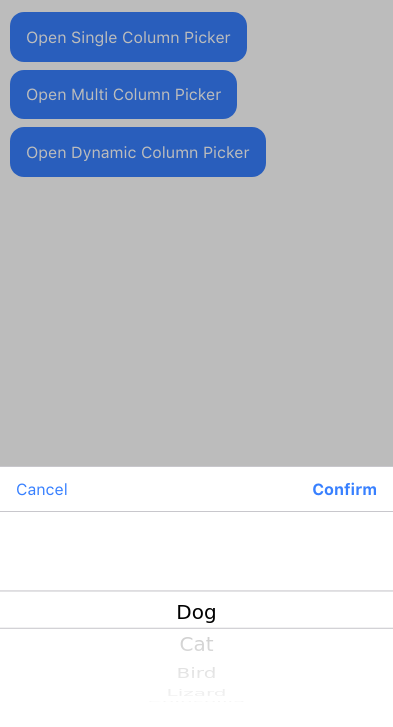 Open Single Column Picker
Open Multi Column Picker
Open Dynamic Column Picker
Cancel
Confirm
Dog
Cat
Bird
Lizard